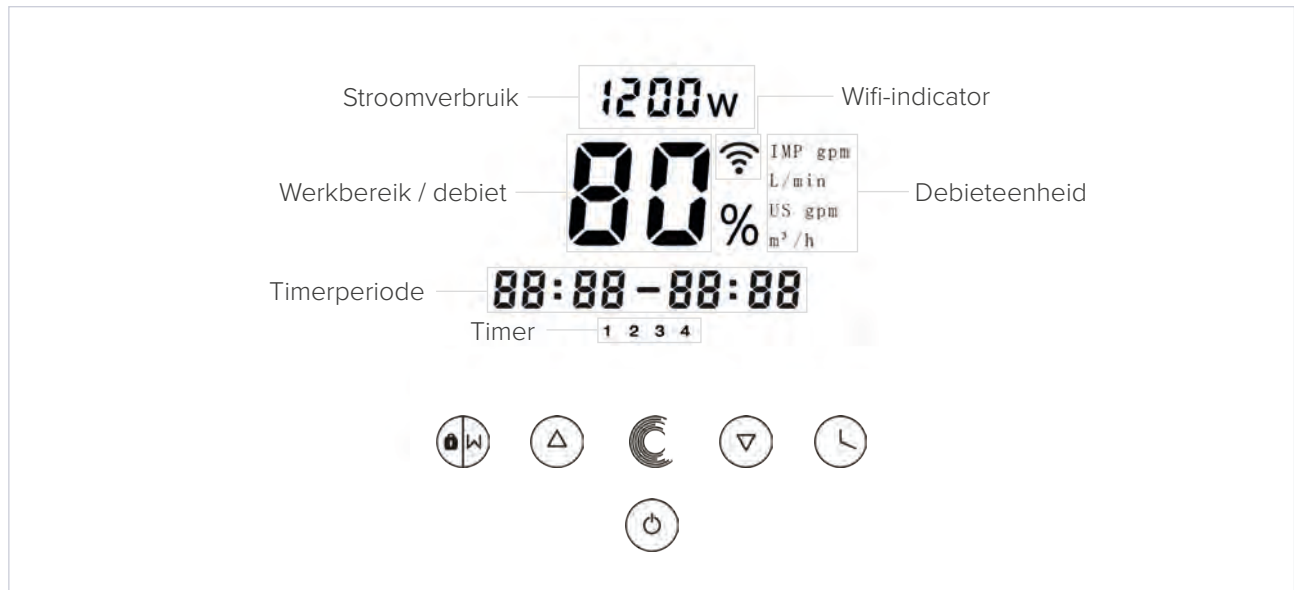 Stroomverbruik
1200w
Wifi-indicator
Werkbereik / debiet
80
%
IMP gpm
L/min
US gpm
m³/h
Debieteenheid
Timerperiode
88:88-88:88
Timer
1 2 3 4